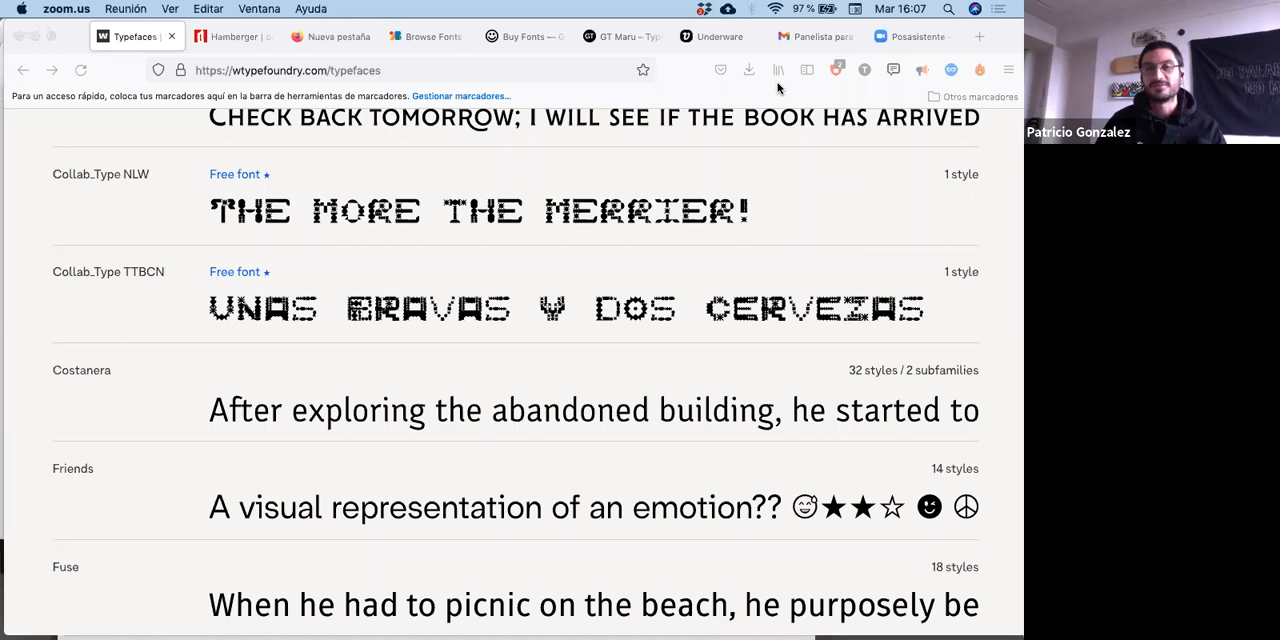 zoom.us Reunión Ver Editar Ventana Ayuda 2 97 % Mar 16:07
W Typefaces | Hamberger | o. Nueva pestaña Browse Fonts Buy Fonts — G GT GT Maru – Typ U Underware Panelista para Posasistente -
https://wtypefoundry.com/typefaces 2 T
Para un acceso rápido, coloca tus marcadores aquí en la barra de herramientas de marcadores. Gestionar marcadores... Otros marcadores
Patricio Gonzalez
CHECK BACK TOMORROW; I WILL SEE IF THE BOOK HAS ARRIVED
Collab_Type NLW Free font ★ 1 style
THE MORE THE MERRIER!
Collab_Type TTBCN Free font ★ 1 style
UNAS BRAVAS Y DOS CERVEZAS
Costanera 32 styles / 2 subfamilies
After exploring the abandoned building, he started to
Friends 14 styles
A visual representation of an emotion?? 😅★★☆ 😉 ☮
Fuse 18 styles
When he had to picnic on the beach, he purposely be